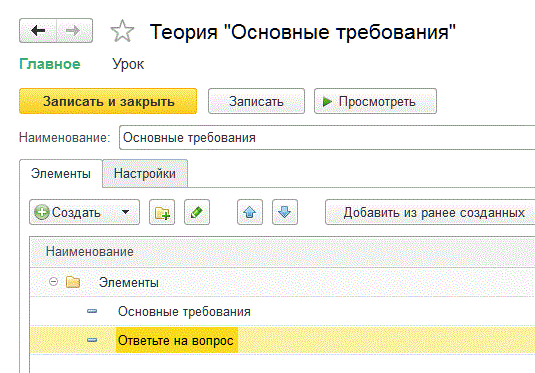 Теория "Основные требования"
Главное Урок
Записать и закрыть Записать Просмотреть
Наименование: Основные требования
Элементы Настройки
Создать Добавить из ранее созданных
Наименование
Элементы
Основные требования
Ответьте на вопрос